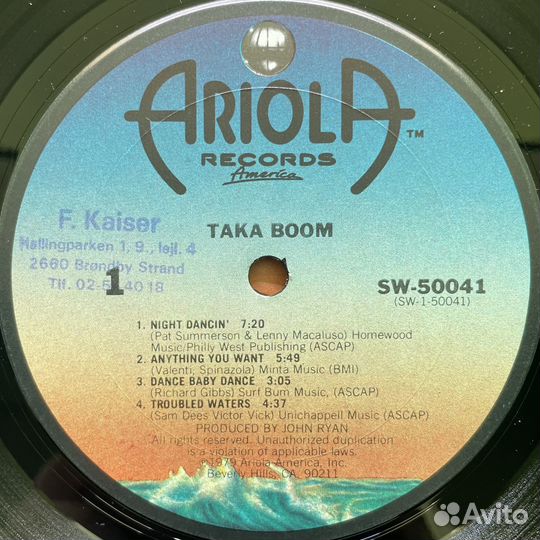 ARIOLA™
RECORDS
America
F. Kaiser
Hallingparken 1, 9., lejl. 4
2660 Brøndby Strand
Tlf. 02-5 40 18
TAKA BOOM
1
SW-50041
(SW-1-50041)
1. NIGHT DANCIN' 7:20
(Pat Summerson & Lenny Macaluso) Homewood
Music/Philly West Publishing (ASCAP)
2. ANYTHING YOU WANT 5:49
(Valenti, Spinazola) Minta Music (BMI)
3. DANCE BABY DANCE 3:05
(Richard Gibbs) Surf Bum Music, (ASCAP)
4. TROUBLED WATERS 4:37
(Sam Dees Victor Vick) Unichappell Music (ASCAP)
PRODUCED BY JOHN RYAN
All rights reserved. Unauthorized duplication
is a violation of applicable laws.
©1979 Ariola America, Inc.
Beverly Hills, CA. 90211
Avito